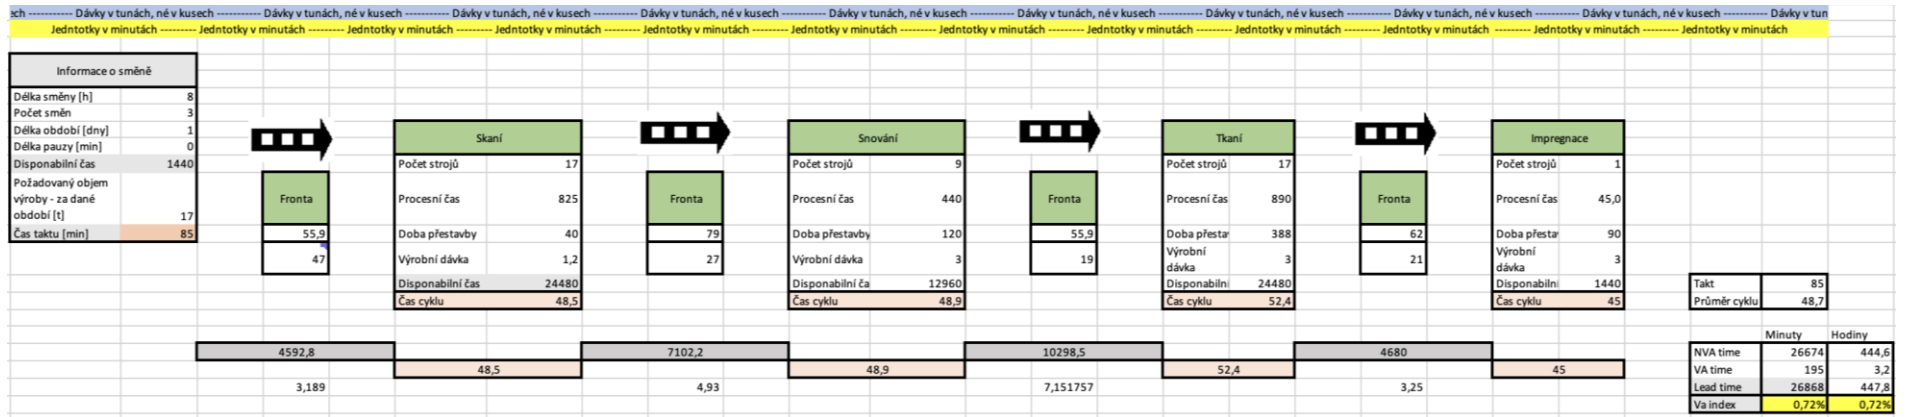 ech ----------- Dávky v tunách, né v kusech ----------- Dávky v tunách, né v kusech ----------- Dávky v tunách, né v kusech ----------- Dávky v tunách, né v kusech ----------- Dávky v tunách, né v kusech ----------- Dávky v tunách, né v kusech ----------- Dávky v tunách, né v kusech ----------- Dávky v tunách, né v kusech ----------- Dávky v tunách, né v kusech ----------- Dávky v tun
Jedntotky v minutách --------- Jedntotky v minutách --------- Jedntotky v minutách --------- Jedntotky v minutách --------- Jedntotky v minutách --------- Jedntotky v minutách --------- Jedntotky v minutách --------- Jedntotky v minutách --------- Jedntotky v minutách --------- Jedntotky v minutách --------- Jedntotky v minutách --------- Jedntotky v minutách
Informace o směně
Délka směny [h] 8
Počet směn 3
Délka období [dny] 1
Délka pauzy [min] 0
Disponabilní čas 1440
Požadovaný objem
výroby - za dané
období [t] 17
Čas taktu [min] 85
Fronta
55,9
47
Skaní
Počet strojů 17
Procesní čas 825
Doba přestavby 40
Výrobní dávka 1,2
Disponabilní čas 24480
Čas cyklu 48,5
Fronta
79
27
Snování
Počet strojů 9
Procesní čas 440
Doba přestavby 120
Výrobní dávka 3
Disponabilní ča 12960
Čas cyklu 48,9
Fronta
55,9
19
Tkaní
Počet strojů 17
Procesní čas 890
Doba přestav 388
Výrobní
dávka 3
Disponabilní 24480
Čas cyklu 52,4
Fronta
62
21
Impregnace
Počet strojů 1
Procesní čas 45,0
Doba přestav 90
Výrobní
dávka 3
Disponabilní 1440
Čas cyklu 45
Takt 85
Průměr cyklu 48,7
4592,8 7102,2 10298,5 4680
48,5 48,9 52,4 45
3,189 4,93 7,151757 3,25
Minuty Hodiny
NVA time 26674 444,6
VA time 195 3,2
Lead time 26868 447,8
Va index 0,72% 0,72%